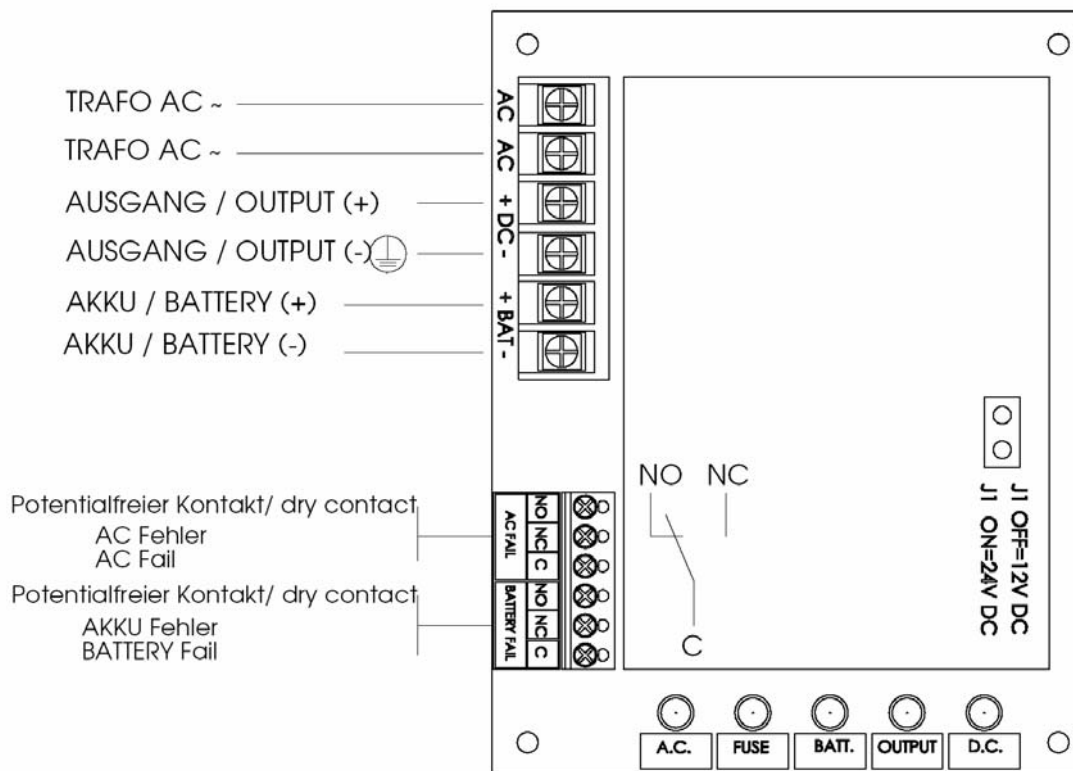 TRAFO AC ~
TRAFO AC ~
AUSGANG / OUTPUT (+)
AUSGANG / OUTPUT (-)
AKKU / BATTERY (+)
AKKU / BATTERY (-)
AC
AC
+ DC -
+ BAT -
Potentialfreier Kontakt/ dry contact
AC Fehler
AC Fail
Potentialfreier Kontakt/ dry contact
AKKU Fehler
BATTERY Fail
AC FAIL
NO
NC
C
BATTERY FAIL
NO
NC
C
NO NC
C
J1 OFF=12V DC
J1 ON=24V DC
A.C. FUSE BATT. OUTPUT D.C.